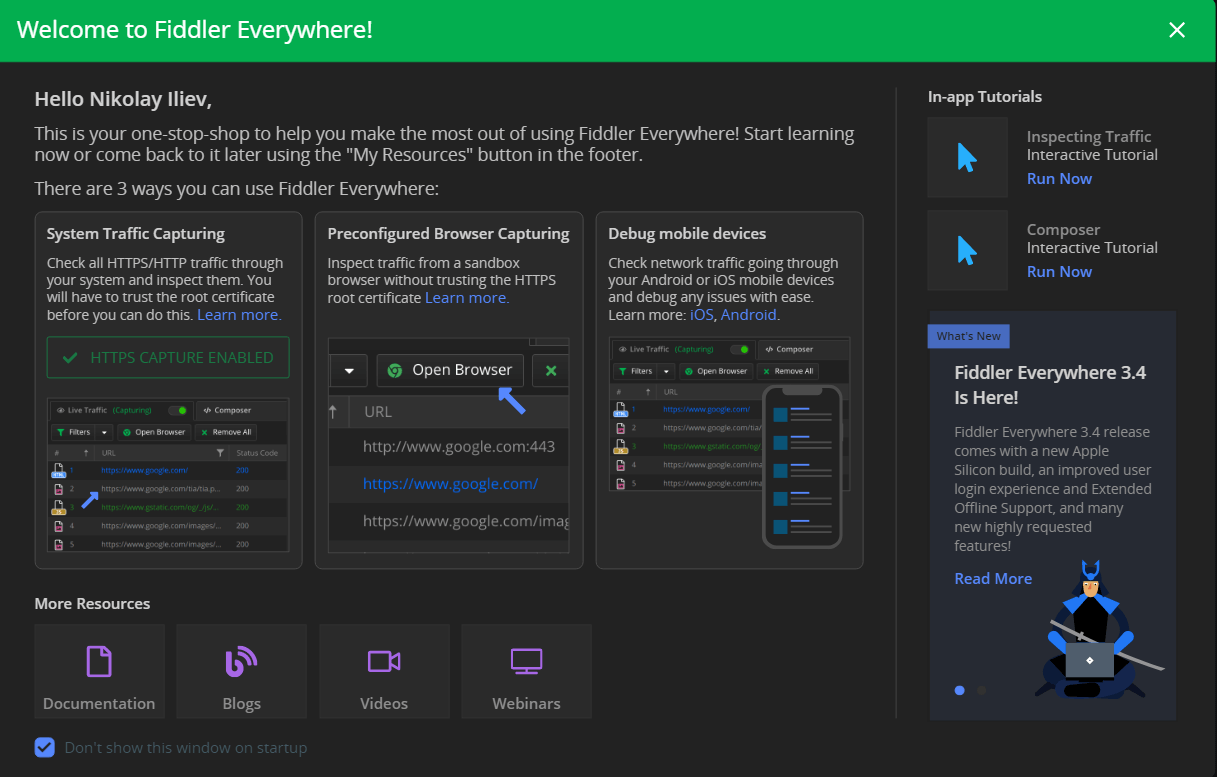 Welcome to Fiddler Everywhere!
Hello Nikolay Iliev,
This is your one-stop-shop to help you make the most out of using Fiddler Everywhere! Start learning
now or come back to it later using the "My Resources" button in the footer.
There are 3 ways you can use Fiddler Everywhere:
System Traffic Capturing
Check all HTTPS/HTTP traffic through
your system and inspect them. You
will have to trust the root certificate
before you can do this. Learn more.
HTTPS CAPTURE ENABLED
Live Traffic (Capturing) </> Composer
Filters Open Browser Remove All
# URL Status Code
1 https://www.google.com/ 200
2 https://www.google.com/tia/tia.p... 200
3 https://www.gstatic.com/og/_/js/... 200
4 https://www.google.com/images/... 200
5 https://www.google.com/images/... 200
Preconfigured Browser Capturing
Inspect traffic from a sandbox
browser without trusting the HTTPS
root certificate Learn more.
Open Browser
URL
http://www.google.com:443
https://www.google.com/
https://www.google.com/imag
Debug mobile devices
Check network traffic going through
your Android or iOS mobile devices
and debug any issues with ease.
Learn more: iOS, Android.
Live Traffic (Capturing) </> Composer
Filters Open Browser Remove All
# URL
1 https://www.google.com/
2 https://www.google.com/tia/
3 https://www.gstatic.com/og/
4 https://www.google.com/ima
5 https://www.google.com/ima
More Resources
Documentation
Blogs
Videos
Webinars
Don't show this window on startup
In-app Tutorials
Inspecting Traffic
Interactive Tutorial
Run Now
Composer
Interactive Tutorial
Run Now
What's New
Fiddler Everywhere 3.4
Is Here!
Fiddler Everywhere 3.4 release
comes with a new Apple
Silicon build, an improved user
login experience and Extended
Offline Support, and many
new highly requested
features!
Read More